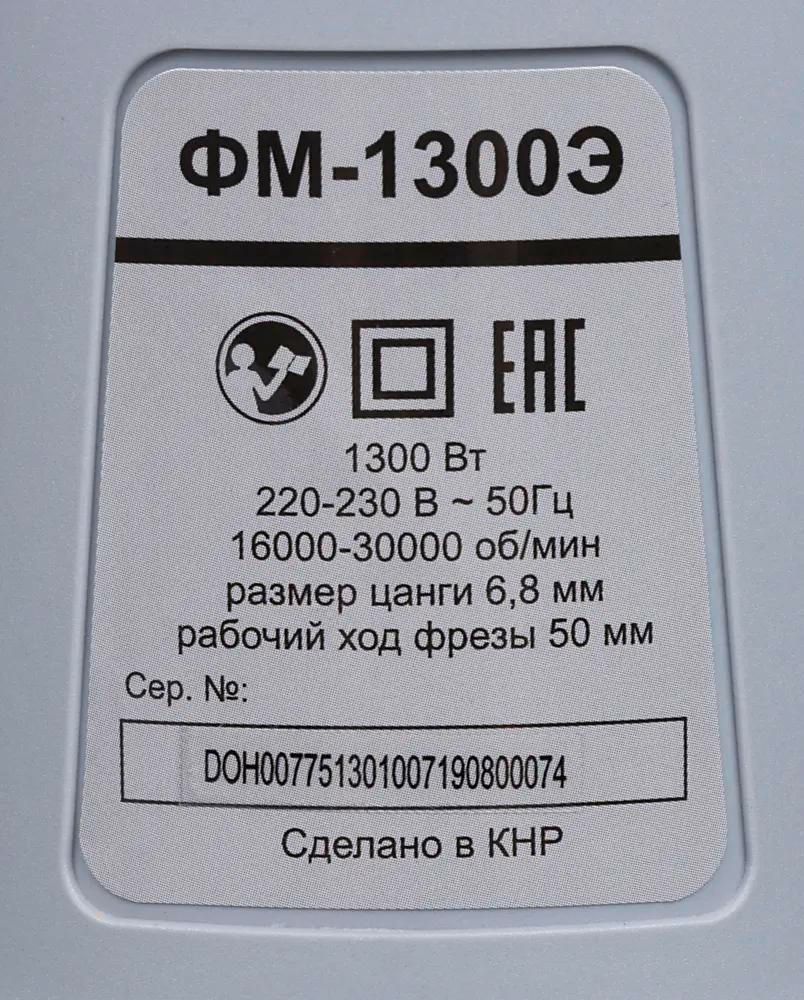 ФМ-1300Э
EAC
1300 Вт
220-230 В ~ 50Гц
16000-30000 об/мин
размер цанги 6,8 мм
рабочий ход фрезы 50 мм
Сер. №:
DOH007751301007190800074
Сделано в КНР